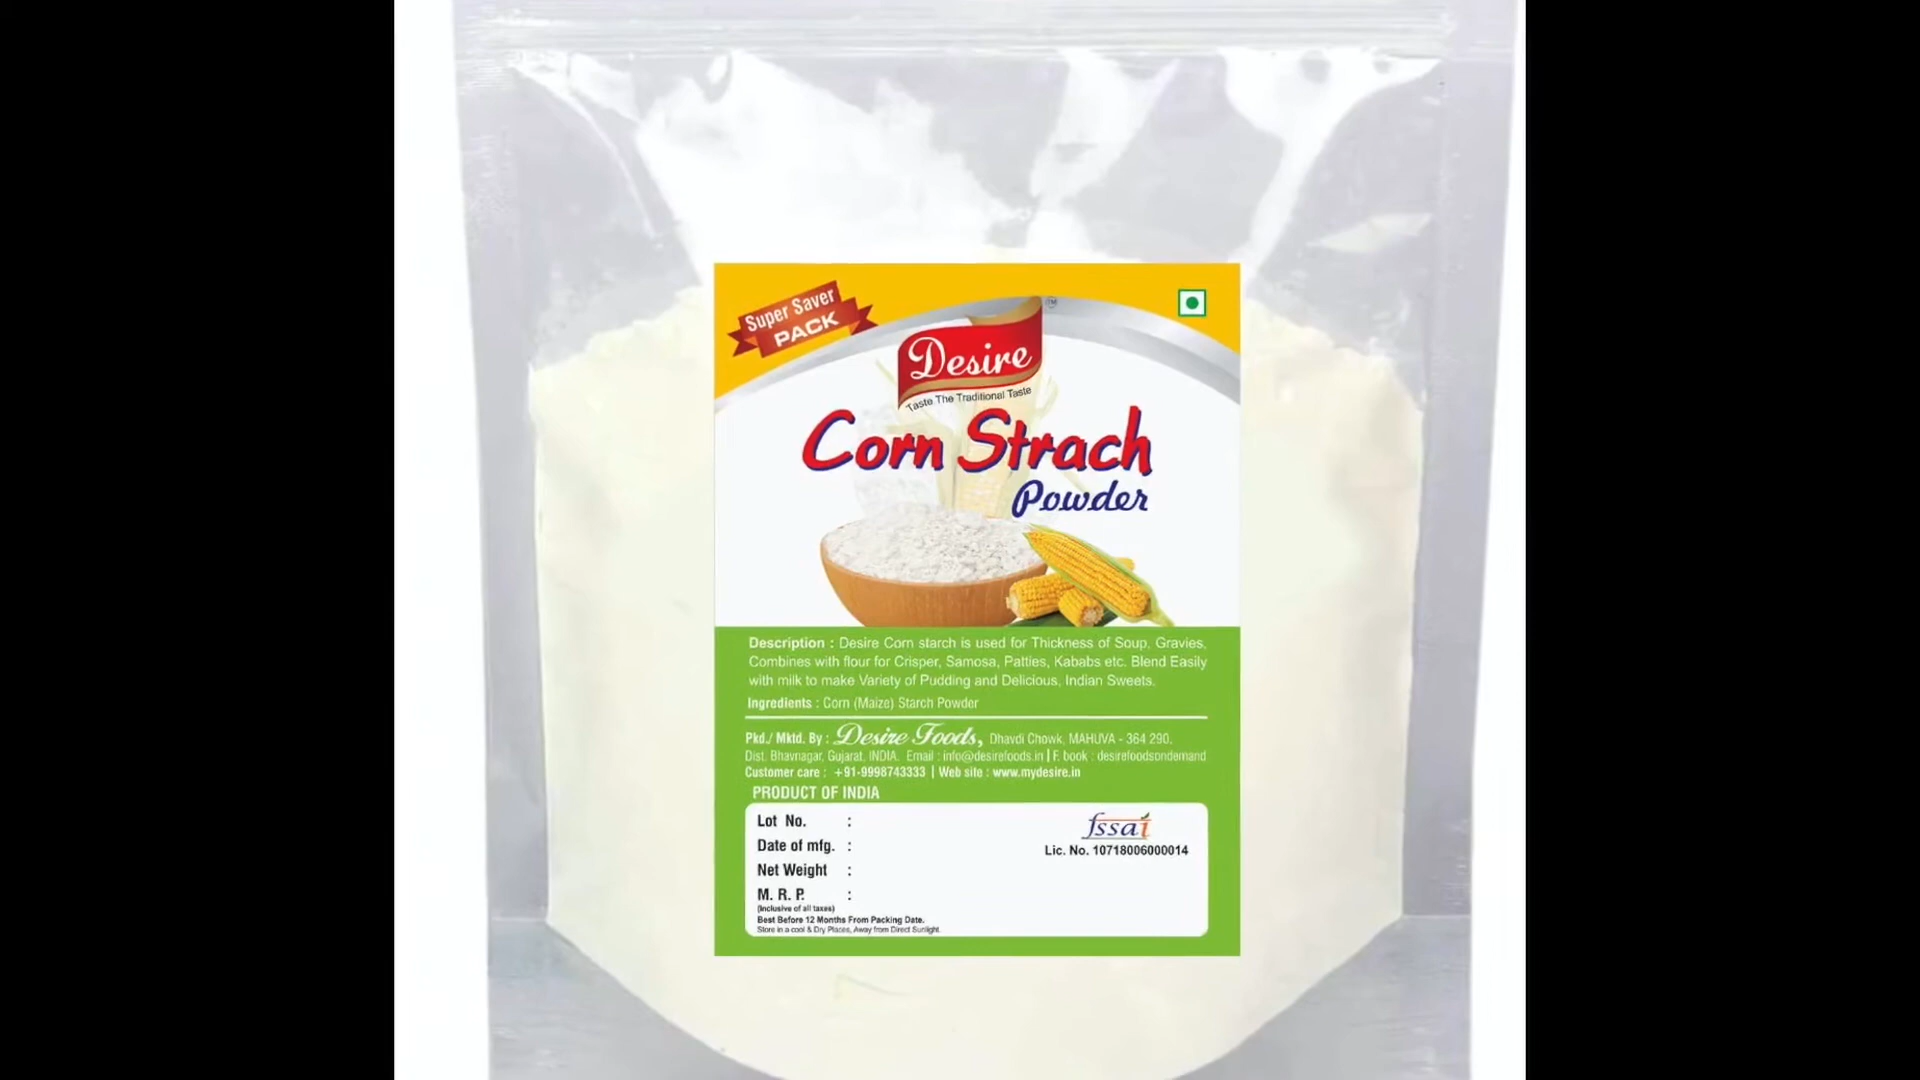 Super Saver
PACK
Desire
TM
Taste The Traditional Taste
Corn Strach
Powder
Description : Desire Corn starch is used for Thickness of Soup, Gravies,
Combines with flour for Crisper, Samosa, Patties, Kababs etc. Blend Easily
with milk to make Variety of Pudding and Delicious, Indian Sweets.
Ingredients : Corn (Maize) Starch Powder
Pkd./ Mktd. By : Desire Foods, Dhavdi Chowk, MAHUVA - 364 290.
Dist. Bhavnagar, Gujarat, INDIA. Email : info@desirefoods.in | F. book : desirefoodsondemand
Customer care : +91-9998743333 | Web site : www.mydesire.in
PRODUCT OF INDIA
Lot No. :
Date of mfg. :
Net Weight :
M. R. P. :
(Inclusive of all taxes)
Best Before 12 Months From Packing Date.
Store in a cool & Dry Places, Away from Direct Sunlight.
fssai
Lic. No. 10718006000014